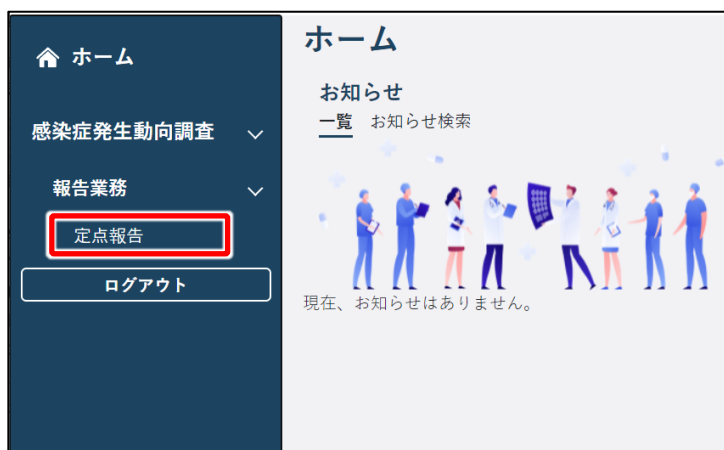 ホーム
感染症発生動向調査
報告業務
定点報告
ログアウト
ホーム
お知らせ
一覧 お知らせ検索
現在、お知らせはありません。